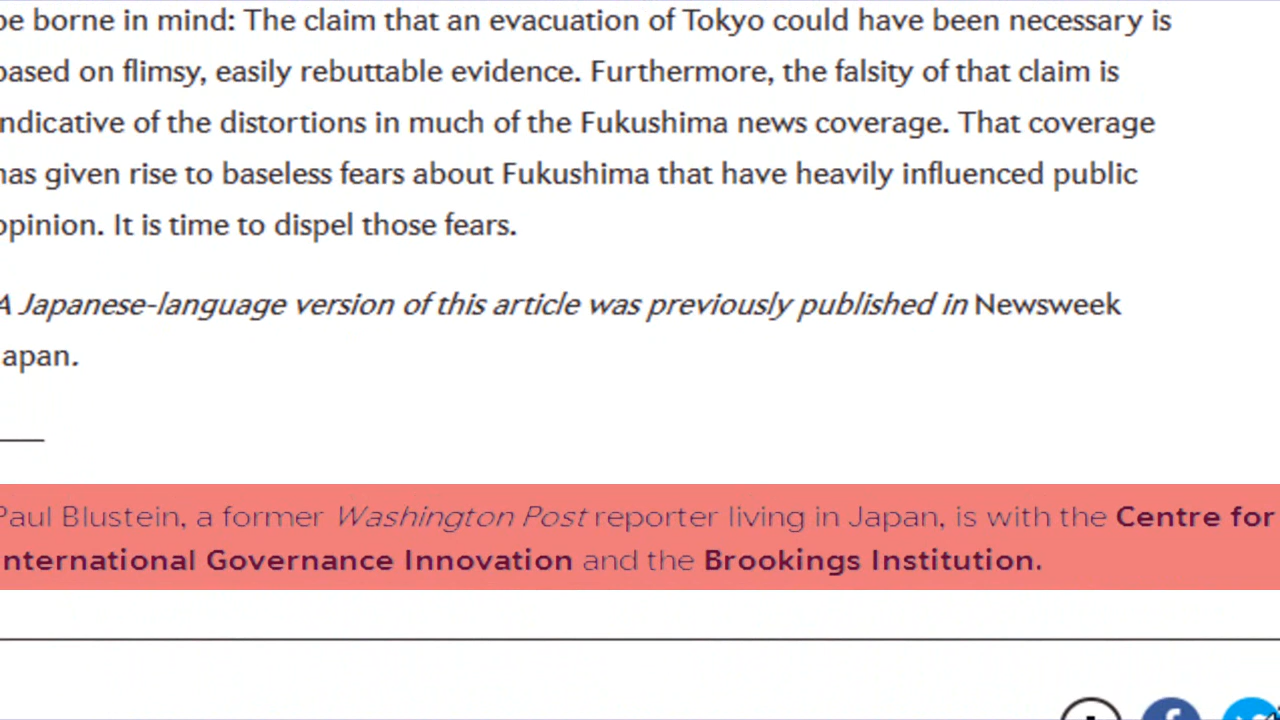 be borne in mind: The claim that an evacuation of Tokyo could have been necessary is
based on flimsy, easily rebuttable evidence. Furthermore, the falsity of that claim is
indicative of the distortions in much of the Fukushima news coverage. That coverage
has given rise to baseless fears about Fukushima that have heavily influenced public
opinion. It is time to dispel those fears.
A Japanese-language version of this article was previously published in Newsweek
Japan.
Paul Blustein, a former Washington Post reporter living in Japan, is with the Centre for
International Governance Innovation and the Brookings Institution.